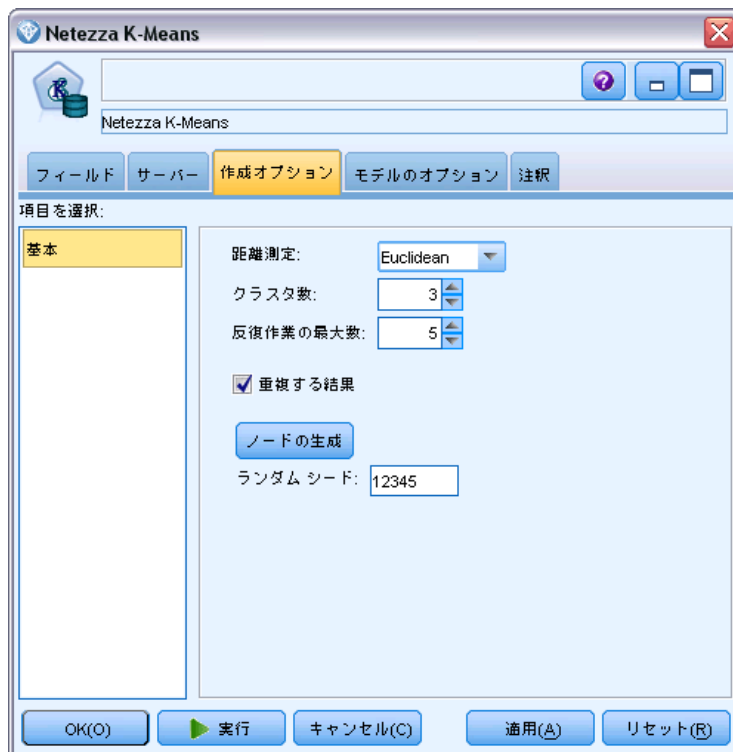 Netezza K-Means
Netezza K-Means
フィールド サーバー 作成オプション モデルのオプション 注釈
項目を選択:
基本
距離測定: Euclidean
クラスタ数: 3
反復作業の最大数: 5
重複する結果
ノードの生成
ランダム シード: 12345
OK(O) 実行 キャンセル(C) 適用(A) リセット(R)